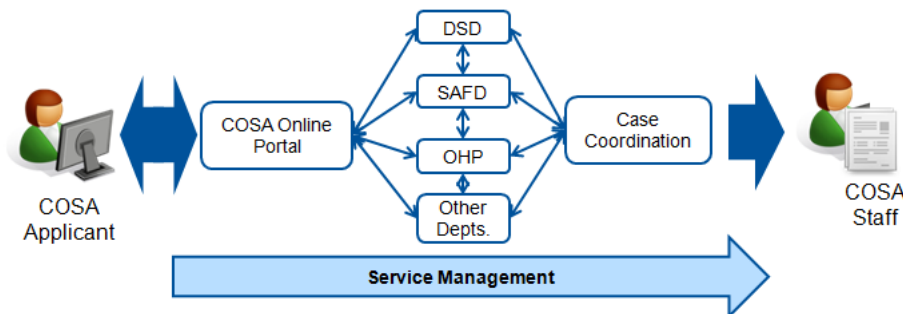 DSD
SAFD
OHP
Other
Depts.
COSA Online
Portal
Case
Coordination
COSA
Applicant
COSA
Staff
Service Management